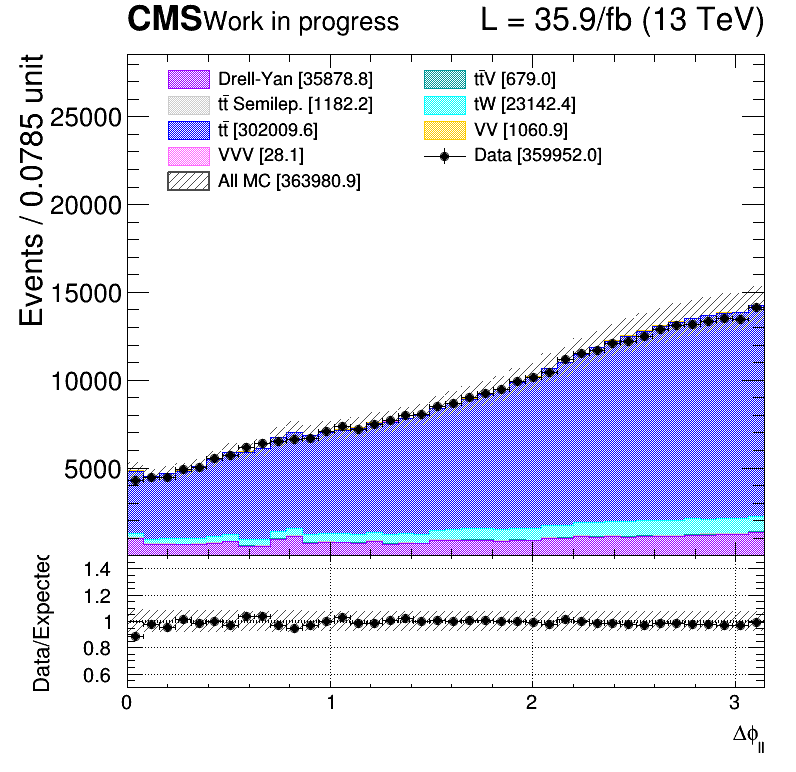 CMS Work in progress L = 35.9/fb (13 TeV)
Drell-Yan [35878.8]
tt̄ Semilep. [1182.2]
tt̄ [302009.6]
VVV [28.1]
All MC [363980.9]
tt̄V [679.0]
tW [23142.4]
VV [1060.9]
Data [359952.0]
Events / 0.0785 unit
25000
20000
15000
10000
5000
Data/Expected
1.4
1.2
1
0.8
0.6
0 1 2 3
Δϕ_ll